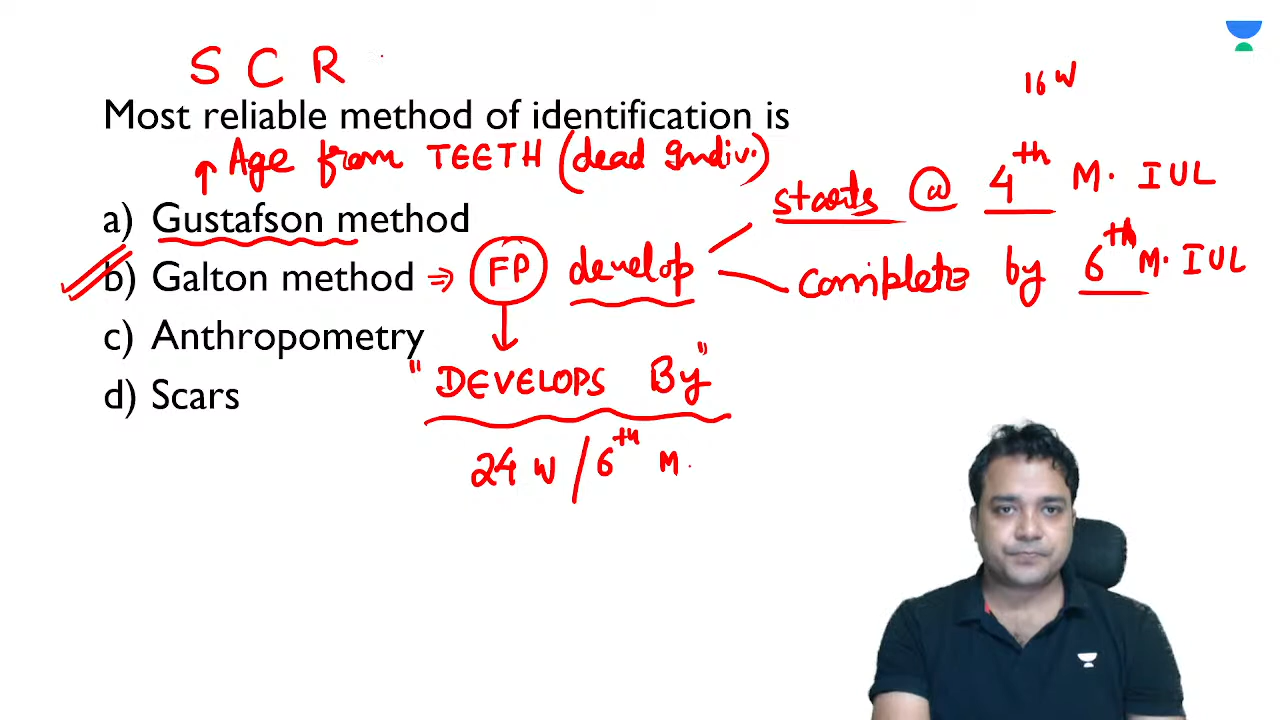 S C R
16 W
Most reliable method of identification is
Age from TEETH (dead Indiv.)
starts @ 4th M. IUL
a) Gustafson method
b) Galton method ⇒ FP develop
complete by 6th M. IUL
c) Anthropometry
"DEVELOPS By"
d) Scars
24 W / 6th M.